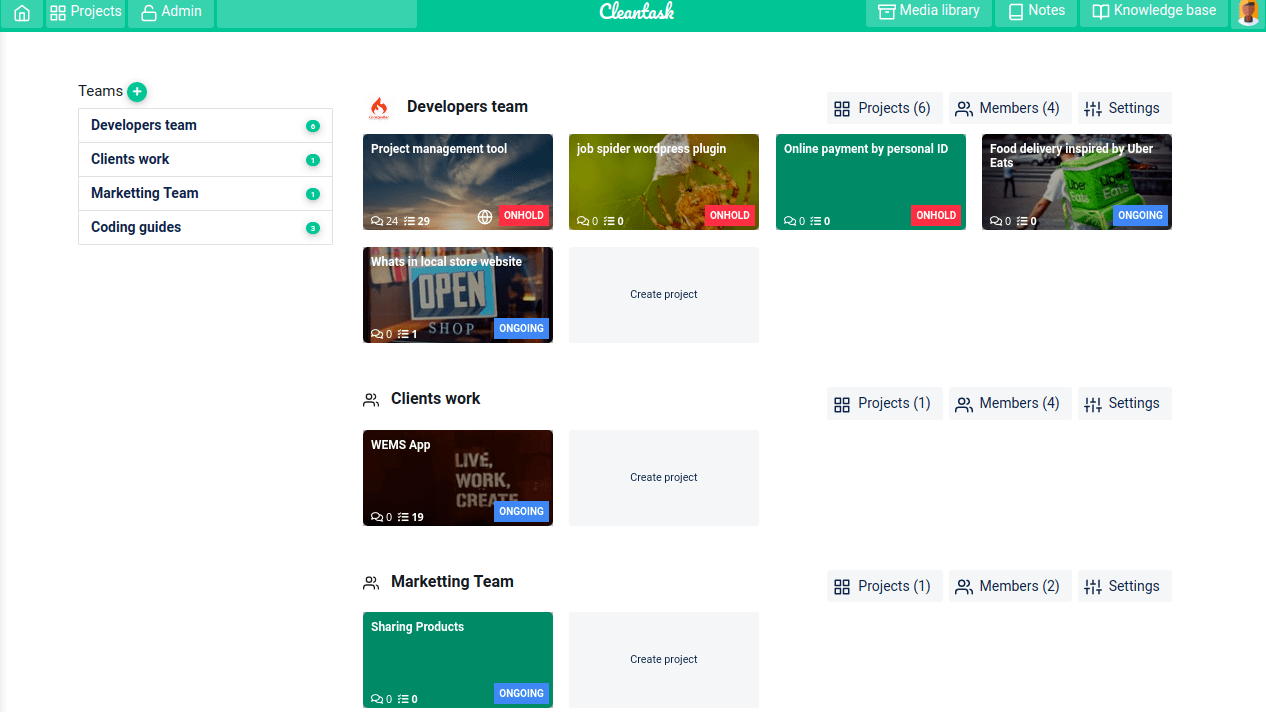 Projects
Admin
Cleantask
Media library
Notes
Knowledge base
Teams
Developers team 6
Clients work 1
Marketting Team 1
Coding guides 3
Developers team
Projects (6)
Members (4)
Settings
Project management tool
24 29
ONHOLD
job spider wordpress plugin
0 0
ONHOLD
Online payment by personal ID
0 0
ONHOLD
Food delivery inspired by Uber
Eats
Uber
Eats
Uber
Eats
0 0
ONGOING
Whats in local store website
OPEN
SHOP
0 1
ONGOING
Create project
Clients work
Projects (1)
Members (4)
Settings
WEMS App
LIVE,
WORK,
CREATE
0 19
ONGOING
Create project
Marketting Team
Projects (1)
Members (2)
Settings
Sharing Products
0 0
ONGOING
Create project